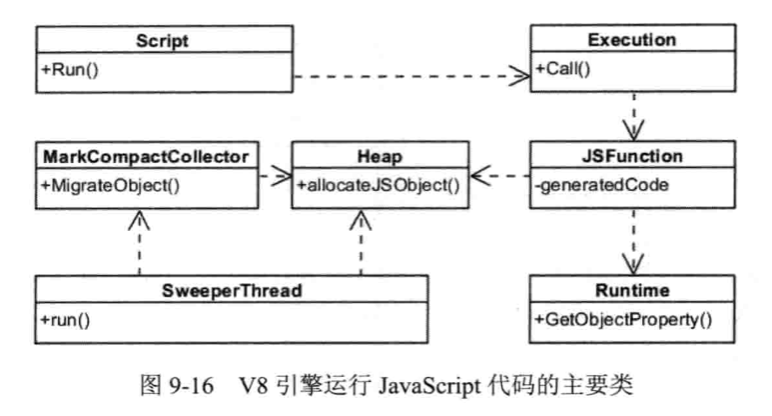 Script
+Run()
Execution
+Call()
MarkCompactCollector
+MigrateObject()
Heap
+allocateJSObject()
JSFunction
-generatedCode
SweeperThread
+run()
Runtime
+GetObjectProperty()
图 9-16 V8 引擎运行 JavaScript 代码的主要类